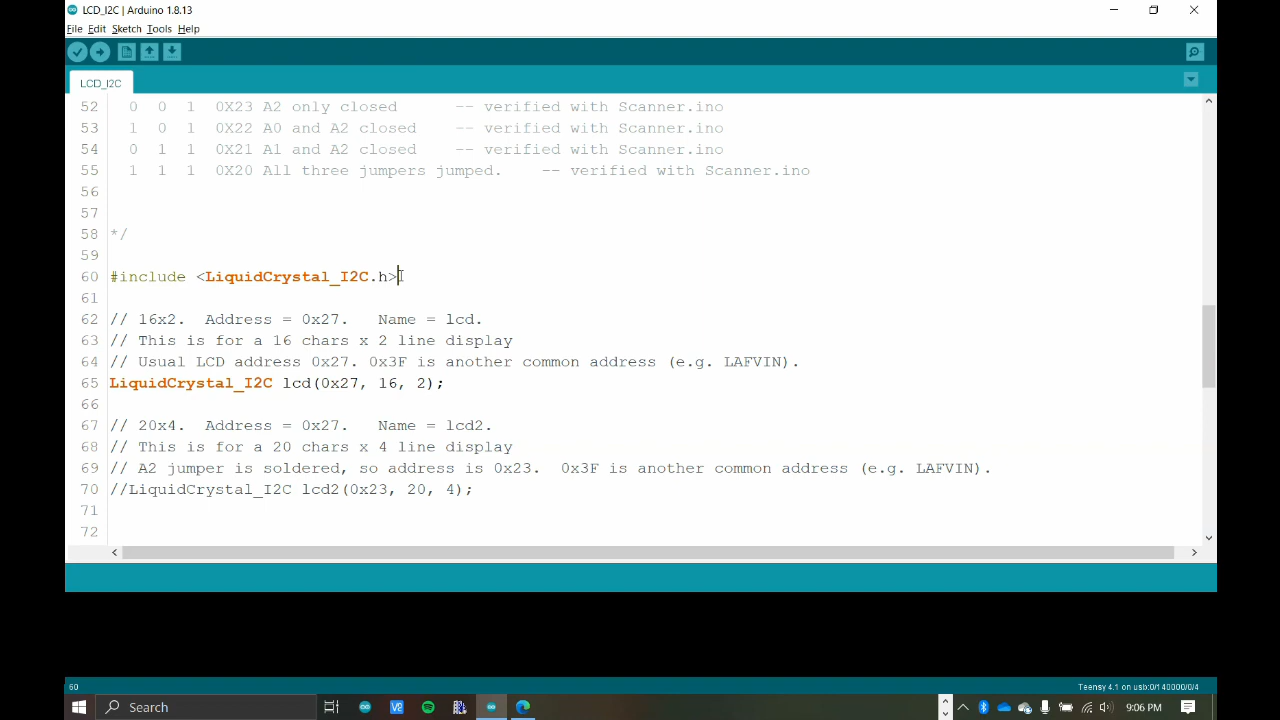 LCD_I2C | Arduino 1.8.13
File Edit Sketch Tools Help
LCD_I2C
52 0 0 1 0X23 A2 only closed -- verified with Scanner.ino
53 1 0 1 0X22 A0 and A2 closed -- verified with Scanner.ino
54 0 1 1 0X21 A1 and A2 closed -- verified with Scanner.ino
55 1 1 1 0X20 All three jumpers jumped. -- verified with Scanner.ino
56
57
58 */
59
60 #include <LiquidCrystal_I2C.h>
61
62 // 16x2. Address = 0x27. Name = lcd.
63 // This is for a 16 chars x 2 line display
64 // Usual LCD address 0x27. 0x3F is another common address (e.g. LAFVIN).
65 LiquidCrystal_I2C lcd(0x27, 16, 2);
66
67 // 20x4. Address = 0x27. Name = lcd2.
68 // This is for a 20 chars x 4 line display
69 // A2 jumper is soldered, so address is 0x23. 0x3F is another common address (e.g. LAFVIN).
70 //LiquidCrystal_I2C lcd2(0x23, 20, 4);
71
72
60 Teensy 4.1 on usb:0/140000/0/4
Search 9:06 PM